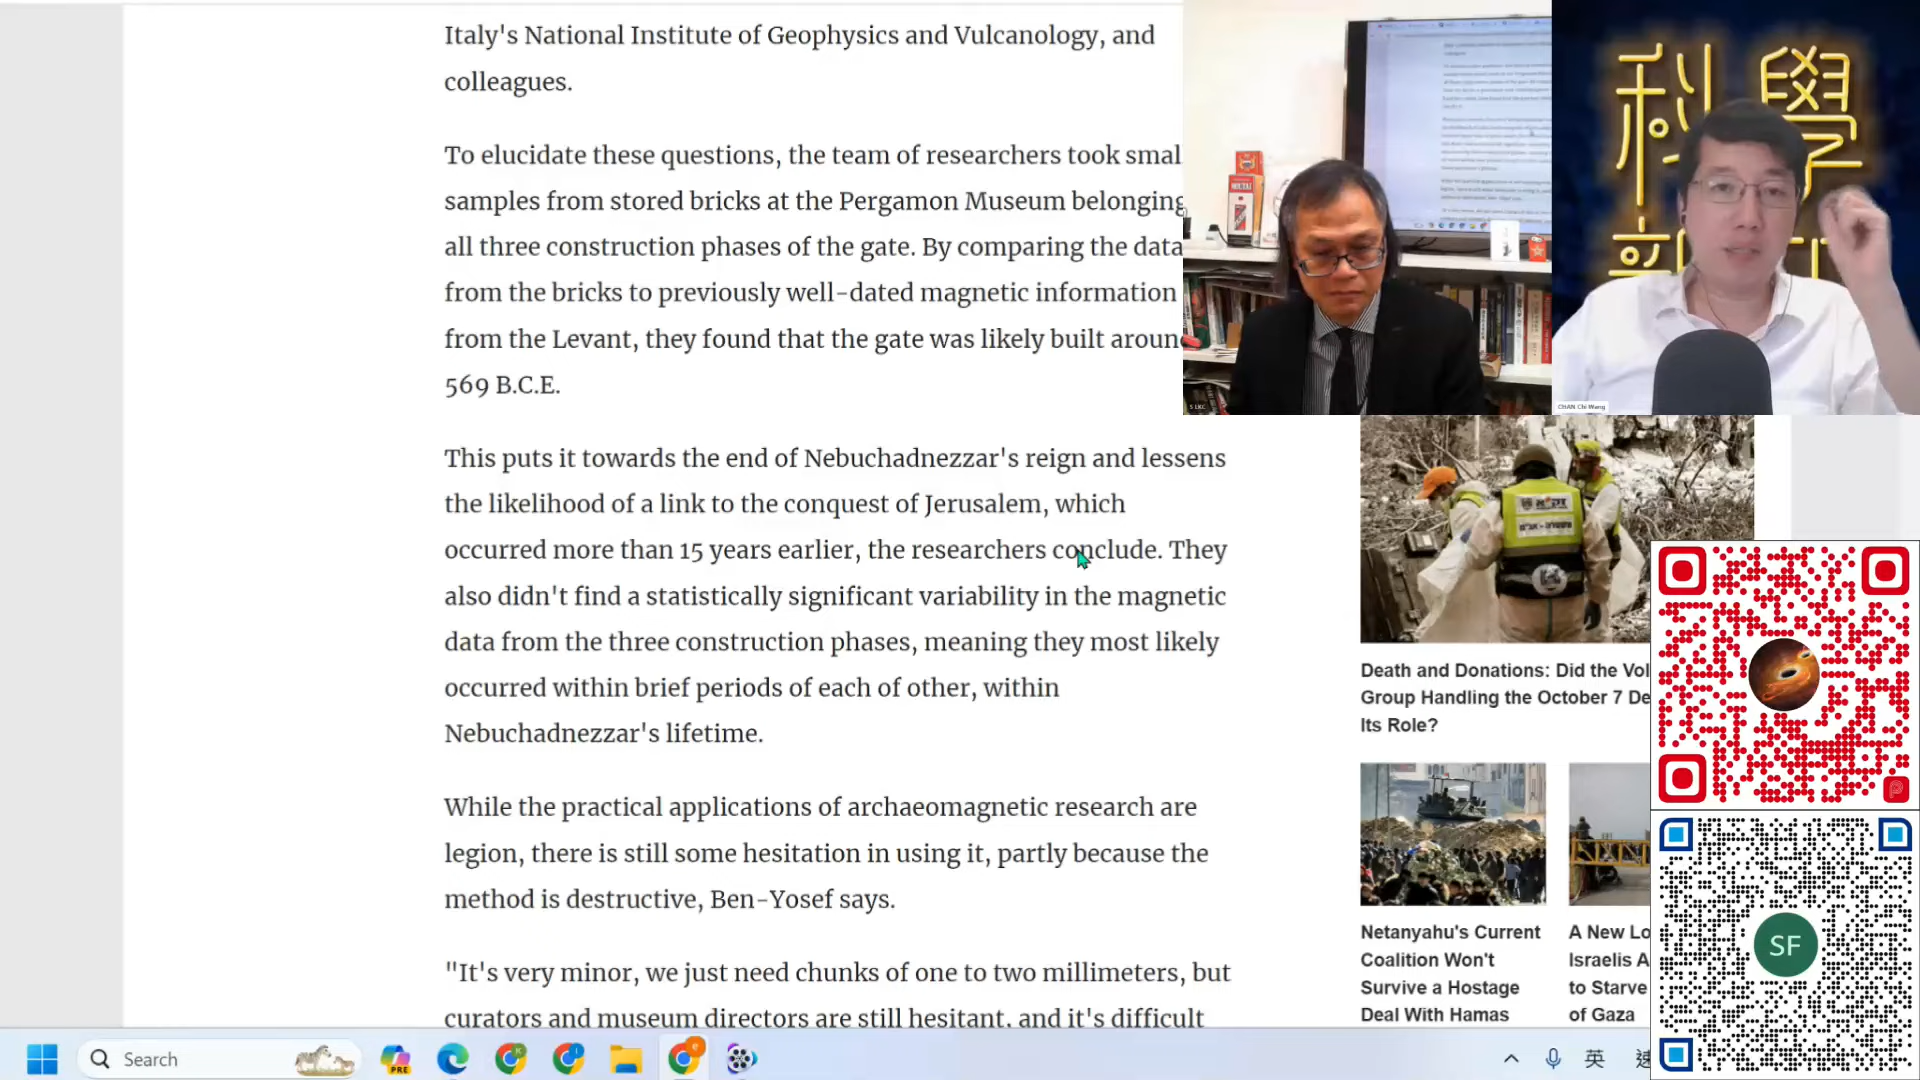 Italy's National Institute of Geophysics and Vulcanology, and
colleagues.
To elucidate these questions, the team of researchers took smal
samples from stored bricks at the Pergamon Museum belonging
all three construction phases of the gate. By comparing the data
from the bricks to previously well-dated magnetic information
from the Levant, they found that the gate was likely built aroun
569 B.C.E.
This puts it towards the end of Nebuchadnezzar's reign and lessens
the likelihood of a link to the conquest of Jerusalem, which
occurred more than 15 years earlier, the researchers conclude. They
also didn't find a statistically significant variability in the magnetic
data from the three construction phases, meaning they most likely
occurred within brief periods of each of other, within
Nebuchadnezzar's lifetime.
While the practical applications of archaeomagnetic research are
legion, there is still some hesitation in using it, partly because the
method is destructive, Ben-Yosef says.
"It's very minor, we just need chunks of one to two millimeters, but
curators and museum directors are still hesitant, and it's difficult
科學
S LKC
CHAN Chi Wang
Death and Donations: Did the Vol
Group Handling the October 7 De
Its Role?
Netanyahu's Current
Coalition Won't
Survive a Hostage
Deal With Hamas
A New Lo
Israelis A
to Starve
of Gaza
SF
Search
PRE
英
速